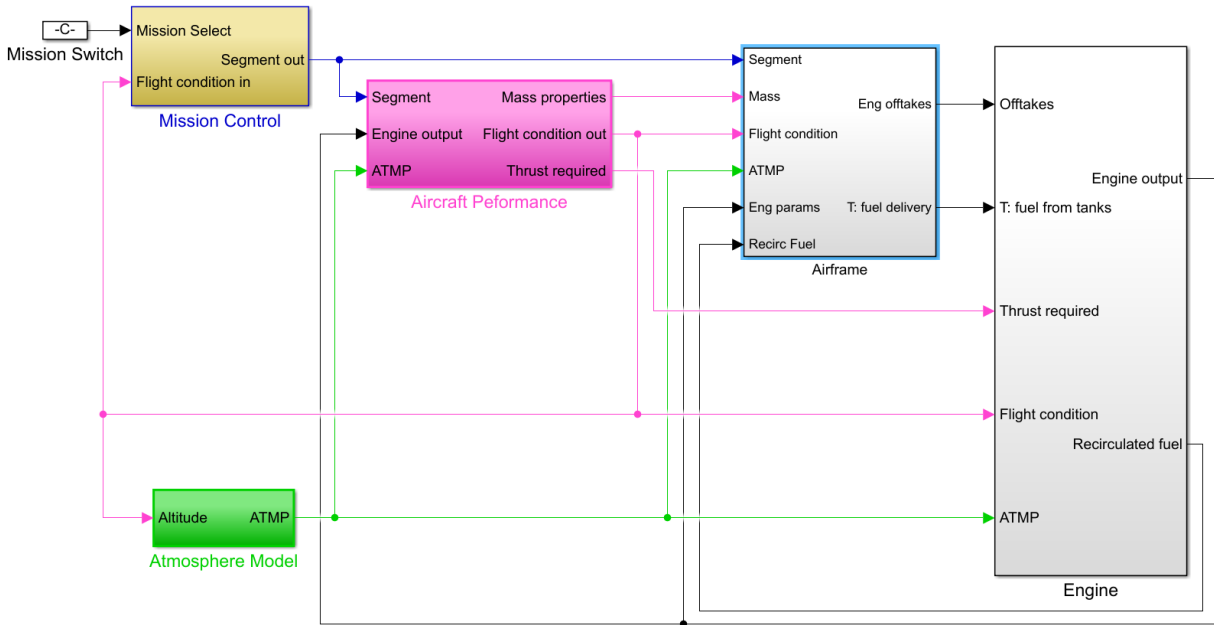 -C-
Mission Switch
Mission Select
Segment out
Flight condition in
Mission Control
Segment
Mass properties
Engine output
Flight condition out
ATMP
Thrust required
Aircraft Peformance
Segment
Mass
Eng offtakes
Flight condition
ATMP
Eng params
T: fuel delivery
Recirc Fuel
Airframe
Offtakes
Engine output
T: fuel from tanks
Thrust required
Flight condition
Recirculated fuel
ATMP
Engine
Altitude
ATMP
Atmosphere Model